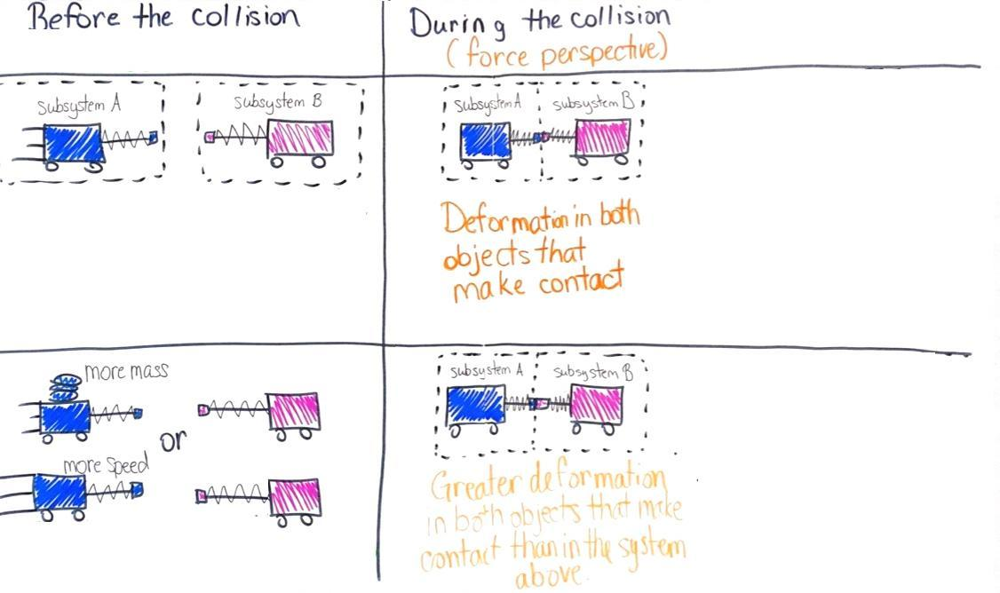 Before the collision
During the collision
(force perspective)
Subsystem A
subsystem B
SubsystemA
subsystem B
Deformation in both
objects that
make contact
more mass
or
more speed
subsystem A
subsystem B
Greater deformation
in both objects that make
contact than in the system
above.